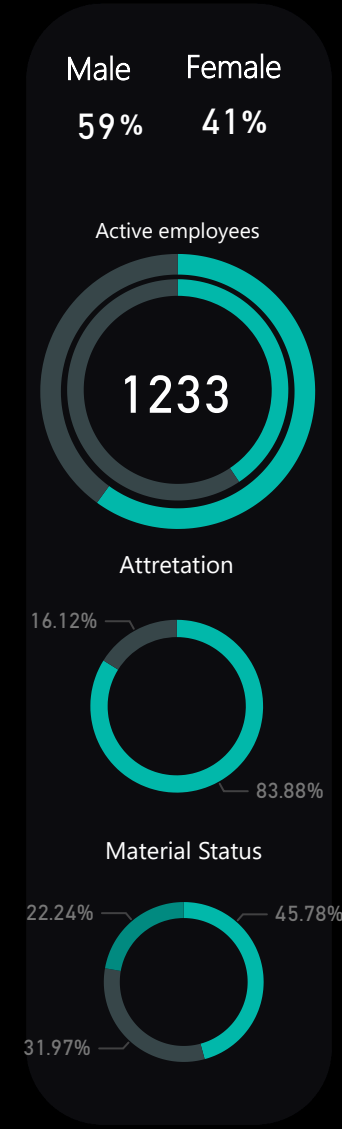 Male Female
59% 41%
Active employees
1233
Attretation
16.12%
83.88%
Material Status
22.24% 45.78%
31.97%